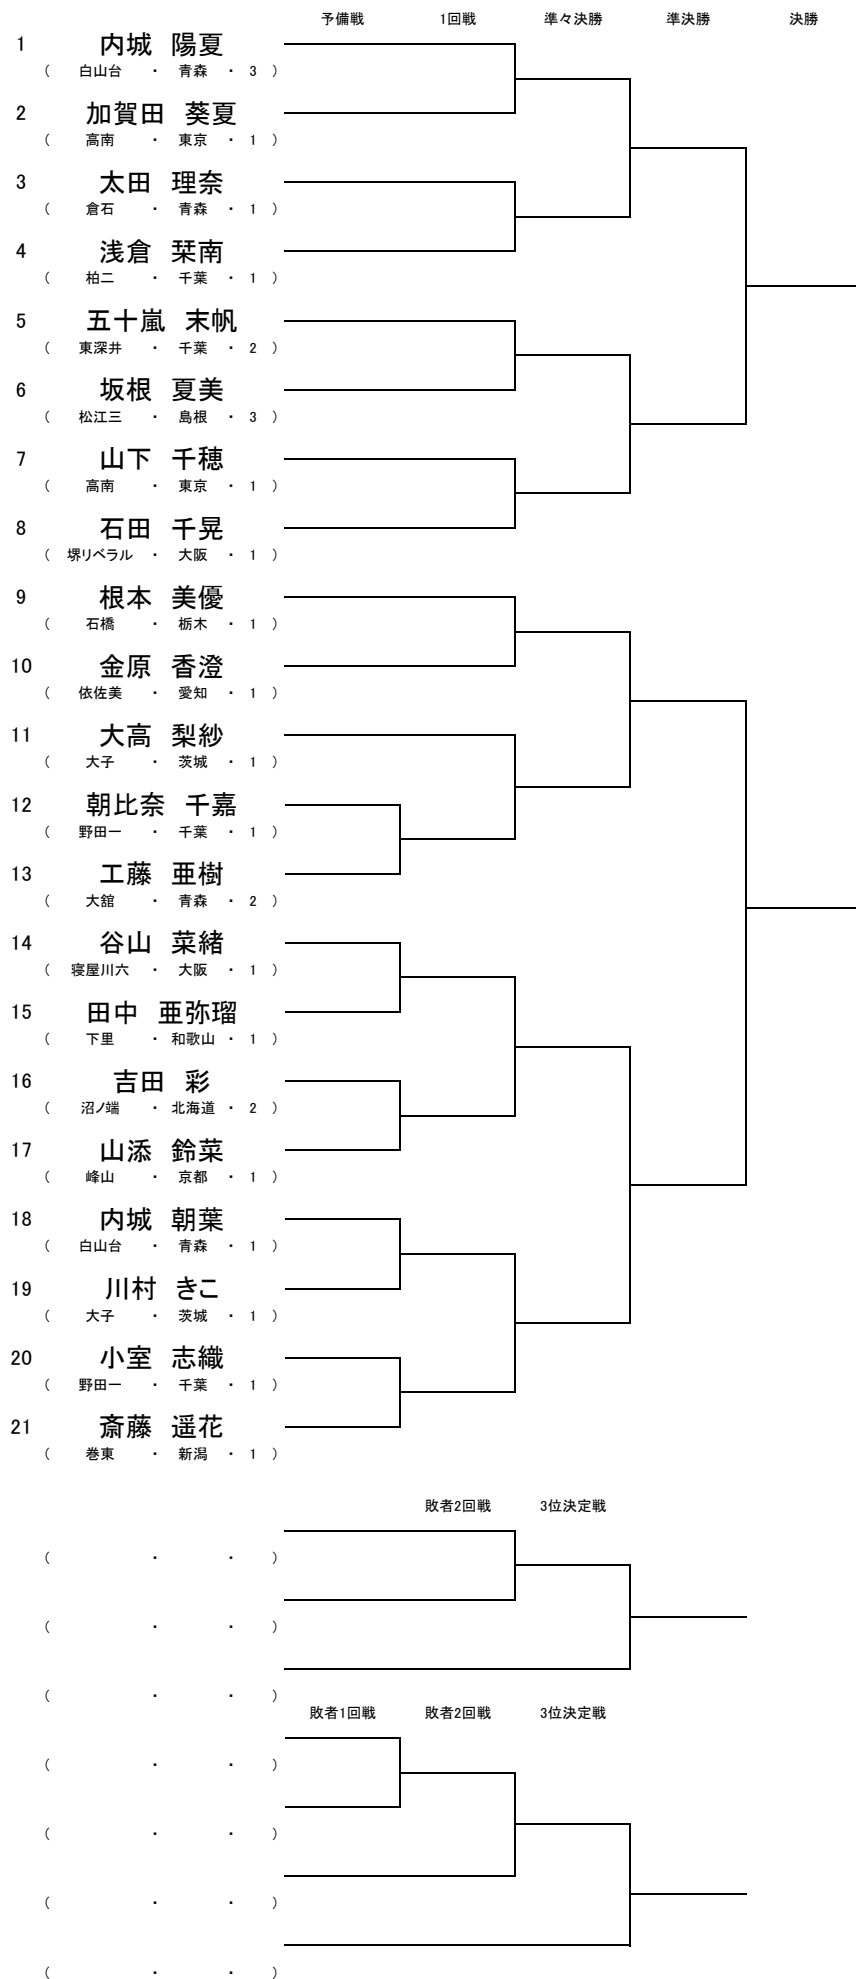 予備戦 1回戦 準々決勝 準決勝 決勝
1 内城 陽夏
( 白山台 ・ 青森 ・ 3 )
2 加賀田 葵夏
( 高南 ・ 東京 ・ 1 )
3 太田 理奈
( 倉石 ・ 青森 ・ 1 )
4 浅倉 栞南
( 柏二 ・ 千葉 ・ 1 )
5 五十嵐 末帆
( 東深井 ・ 千葉 ・ 2 )
6 坂根 夏美
( 松江三 ・ 島根 ・ 3 )
7 山下 千穂
( 高南 ・ 東京 ・ 1 )
8 石田 千晃
( 堺リベラル ・ 大阪 ・ 1 )
9 根本 美優
( 石橋 ・ 栃木 ・ 1 )
10 金原 香澄
( 依佐美 ・ 愛知 ・ 1 )
11 大高 梨紗
( 大子 ・ 茨城 ・ 1 )
12 朝比奈 千嘉
( 野田一 ・ 千葉 ・ 1 )
13 工藤 亜樹
( 大舘 ・ 青森 ・ 2 )
14 谷山 菜緒
( 寝屋川六 ・ 大阪 ・ 1 )
15 田中 亜弥瑠
( 下里 ・ 和歌山 ・ 1 )
16 吉田 彩
( 沼ノ端 ・ 北海道 ・ 2 )
17 山添 鈴菜
( 峰山 ・ 京都 ・ 1 )
18 内城 朝葉
( 白山台 ・ 青森 ・ 1 )
19 川村 きこ
( 大子 ・ 茨城 ・ 1 )
20 小室 志織
( 野田一 ・ 千葉 ・ 1 )
21 斎藤 遥花
( 巻東 ・ 新潟 ・ 1 )
敗者2回戦 3位決定戦
( ・ ・ )
( ・ ・ )
( ・ ・ )
敗者1回戦 敗者2回戦 3位決定戦
( ・ ・ )
( ・ ・ )
( ・ ・ )
( ・ ・ )